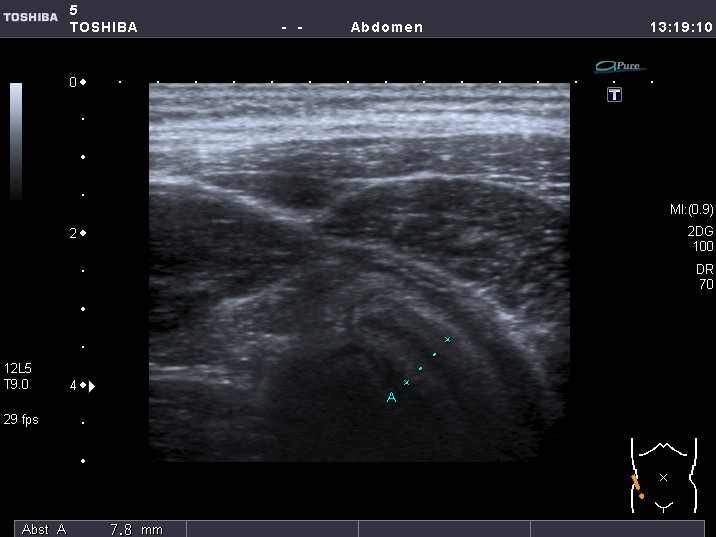 TOSHIBA
5
TOSHIBA - - Abdomen 13:19:10
Pure
T
0
2
4
MI:(0.9)
2DG
100
DR
70
12L5
T9.0
29 fps
A
Abst A 7.8 mm